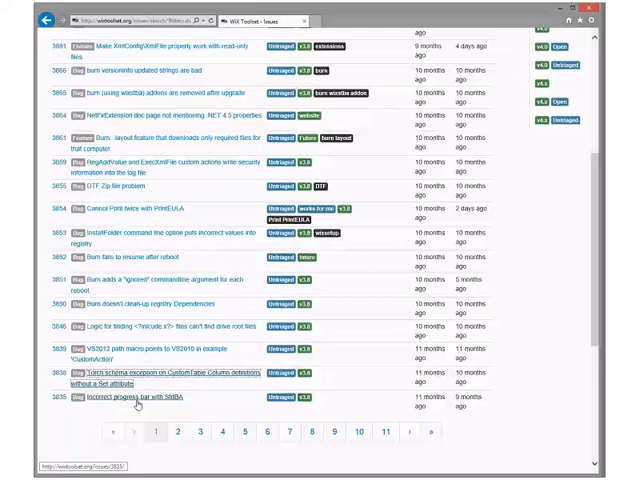 http://wixtoolset.org/issues/search/
WiX Toolset - Issues
3881 Feature Make XmlConfig\XmlFile properly work with read-only files Untriaged v3.8 extensions 9 months ago 4 days ago
3866 Bug burn versioninfo updated strings are bad Untriaged v3.8 burn 10 months ago 10 months ago
Bug burn (using wixstba) addons are removed after upgrade Untriaged v3.8 burn wixstba addon 10 months ago 10 months ago
3864 Bug NetFxExtension doc page not mentioning .NET 4.5 properties Untriaged website 10 months ago 10 months ago
3861 Feature Burn -layout feature that downloads only required files for that computer Untriaged Future burn layout 10 months ago 10 months ago
3859 Bug RegAddValue and ExecXmlFile custom actions write security information into the log file Untriaged v3.8 10 months ago 10 months ago
3855 Bug DTF Zip file problem Untriaged v3.8 DTF 10 months ago 10 months ago
3854 Bug Cannot Print twice with PrintEULA Untriaged works-for-me v3.8 Print PrintEULA 10 months ago 2 days ago
3853 Bug InstallFolder command line option puts incorrect values into registry Untriaged v3.8 wixsetup 10 months ago 10 months ago
3852 Bug Burn fails to resume after reboot Untriaged future 10 months ago 10 months ago
3851 Bug Burn adds a "ignored" commandline argument for each reboot. Untriaged v3.8 10 months ago 5 months ago
3850 Bug Burn doesn't clean-up registry Dependencies Untriaged v3.8 10 months ago 10 months ago
3846 Bug Logic for finding <?include x?> files can't find drive root files Untriaged v3.8 10 months ago 10 months ago
3839 Bug VS2012 path macro points to VS2010 in example 'CustomAction' Untriaged v3.8 11 months ago 10 months ago
3838 Bug Torch schema exception on CustomTable Column definitions without a Set attribute Untriaged v3.8 11 months ago 10 months ago
3835 Bug Incorrect progress bar with StdBA Untriaged v3.8 11 months ago 9 months ago
« ‹ 1 2 3 4 5 6 7 8 9 10 11 › »
v4.0 Open
v4.0 Untriaged
v4.x
v4.x Open
v4.x Untriaged
http://wixtoolset.org/issues/3835/